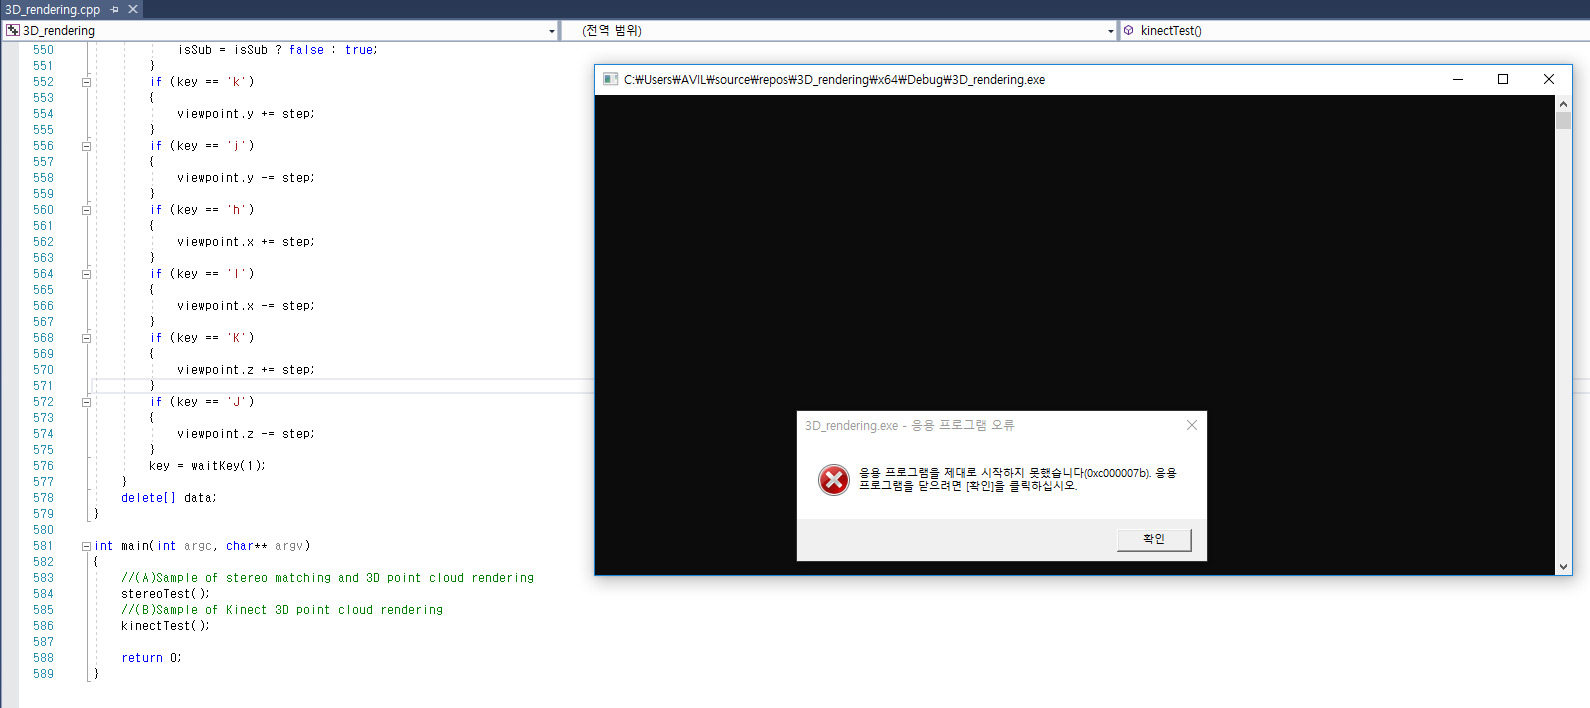 3D_rendering.cpp
3D_rendering
(전역 범위)
kinectTest()
550 isSub = isSub ? false : true;
551 }
552 if (key == 'k')
553 {
554 viewpoint.y += step;
555 }
556 if (key == 'j')
557 {
558 viewpoint.y -= step;
559 }
560 if (key == 'h')
561 {
562 viewpoint.x += step;
563 }
564 if (key == 'l')
565 {
566 viewpoint.x -= step;
567 }
568 if (key == 'K')
569 {
570 viewpoint.z += step;
571 }
572 if (key == 'J')
573 {
574 viewpoint.z -= step;
575 }
576 key = waitKey(1);
577 }
578 delete[] data;
579 }
580
581 int main(int argc, char** argv)
582 {
583 //(A)Sample of stereo matching and 3D point cloud rendering
584 stereoTest();
585 //(B)Sample of Kinect 3D point cloud rendering
586 kinectTest();
587
588 return 0;
589 }
C:₩Users₩AVIL₩source₩repos₩3D_rendering₩x64₩Debug₩3D_rendering.exe
3D_rendering.exe - 응용 프로그램 오류
응용 프로그램을 제대로 시작하지 못했습니다(0xc000007b). 응용
프로그램을 닫으려면 [확인]을 클릭하십시오.
확인